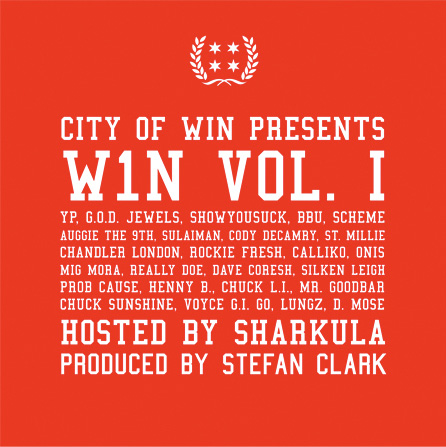 CITY OF WIN PRESENTS
W1N VOL. I
YP, G.O.D. JEWELS, SHOWYOUSUCK, BBU, SCHEME
AUGGIE THE 9TH, SULAIMAN, CODY DECAMRY, ST. MILLIE
CHANDLER LONDON, ROCKIE FRESH, CALLIKO, ONIS
MIG MORA, REALLY DOE, DAVE CORESH, SILKEN LEIGH
PROB CAUSE, HENNY B., CHUCK L.I., MR. GOODBAR
CHUCK SUNSHINE, VOYCE G.I. GO, LUNGZ, D. MOSE
HOSTED BY SHARKULA
PRODUCED BY STEFAN CLARK